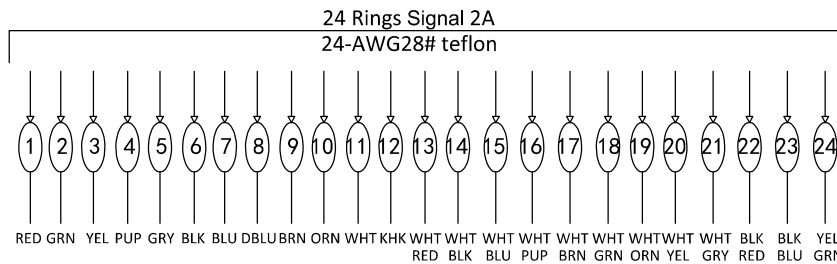 24 Rings Signal 2A
24-AWG28# teflon
1 2 3 4 5 6 7 8 9 10 11 12 13 14 15 16 17 18 19 20 21 22 23 24
RED GRN YEL PUP GRY BLK BLU DBLU BRN ORN WHT KHK WHT WHT WHT WHT WHT WHT WHT WHT WHT BLK BLK YEL
RED BLK BLU PUP BRN GRN ORN YEL GRY RED BLU GRN